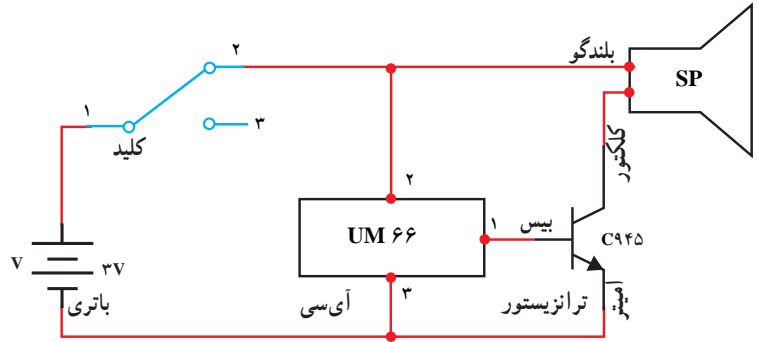 بلندگو
SP
۲
۱
۳
کلید
کلکتور
۲
UM ۶۶
۱
بیس
C۹۴۵
V
۳V
باتری
۳
آی‌سی
ترانزیستور
امیتر